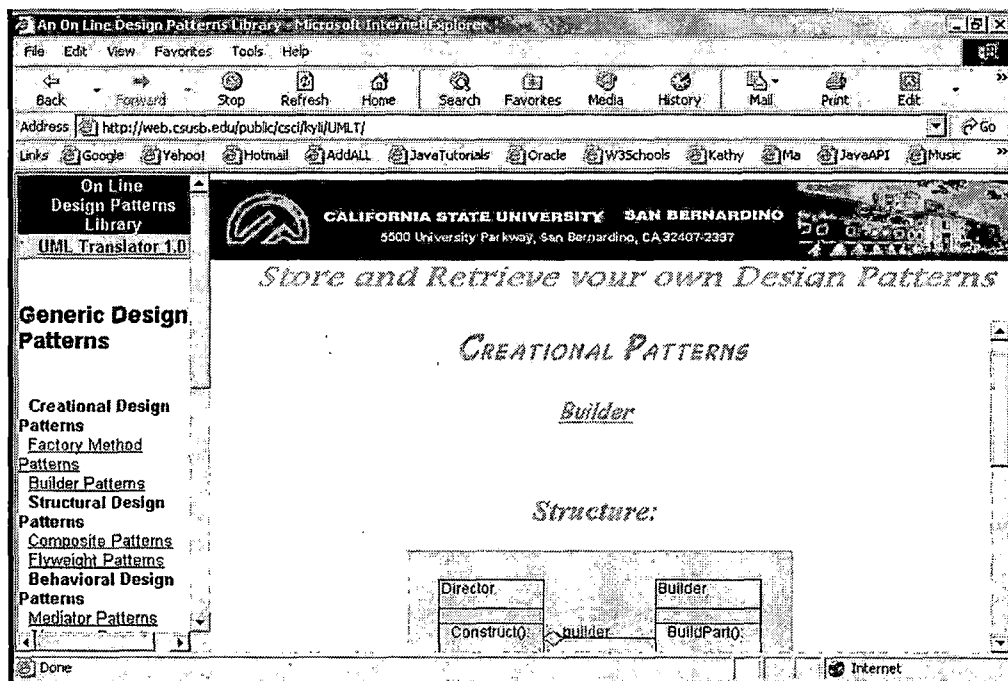 An On Line Design Patterns Library - Microsoft Internet Explorer
File Edit View Favorites Tools Help
Back Forward Stop Refresh Home Search Favorites Media History Mail Print Edit »
Address http://web.csusb.edu/public/csci/kyli/UMLT/ Go
Links Google Yahoo! Hotmail AddALL JavaTutorials Oracle W3Schools Kathy Ma JavaAPI Music »
On Line
Design Patterns
Library
UML Translator 1.0
Generic Design
Patterns
Creational Design
Patterns
Factory Method
Patterns
Builder Patterns
Structural Design
Patterns
Composite Patterns
Flyweight Patterns
Behavioral Design
Patterns
Mediator Patterns
CALIFORNIA STATE UNIVERSITY SAN BERNARDINO
5500 University Parkway, San Bernardino, CA 32407-2397
Store and Retrieve your own Design Patterns
CREATIONAL PATTERNS
Builder
Structure:
Director
Builder
Construct();
builder
BuildPart();
Done
Internet